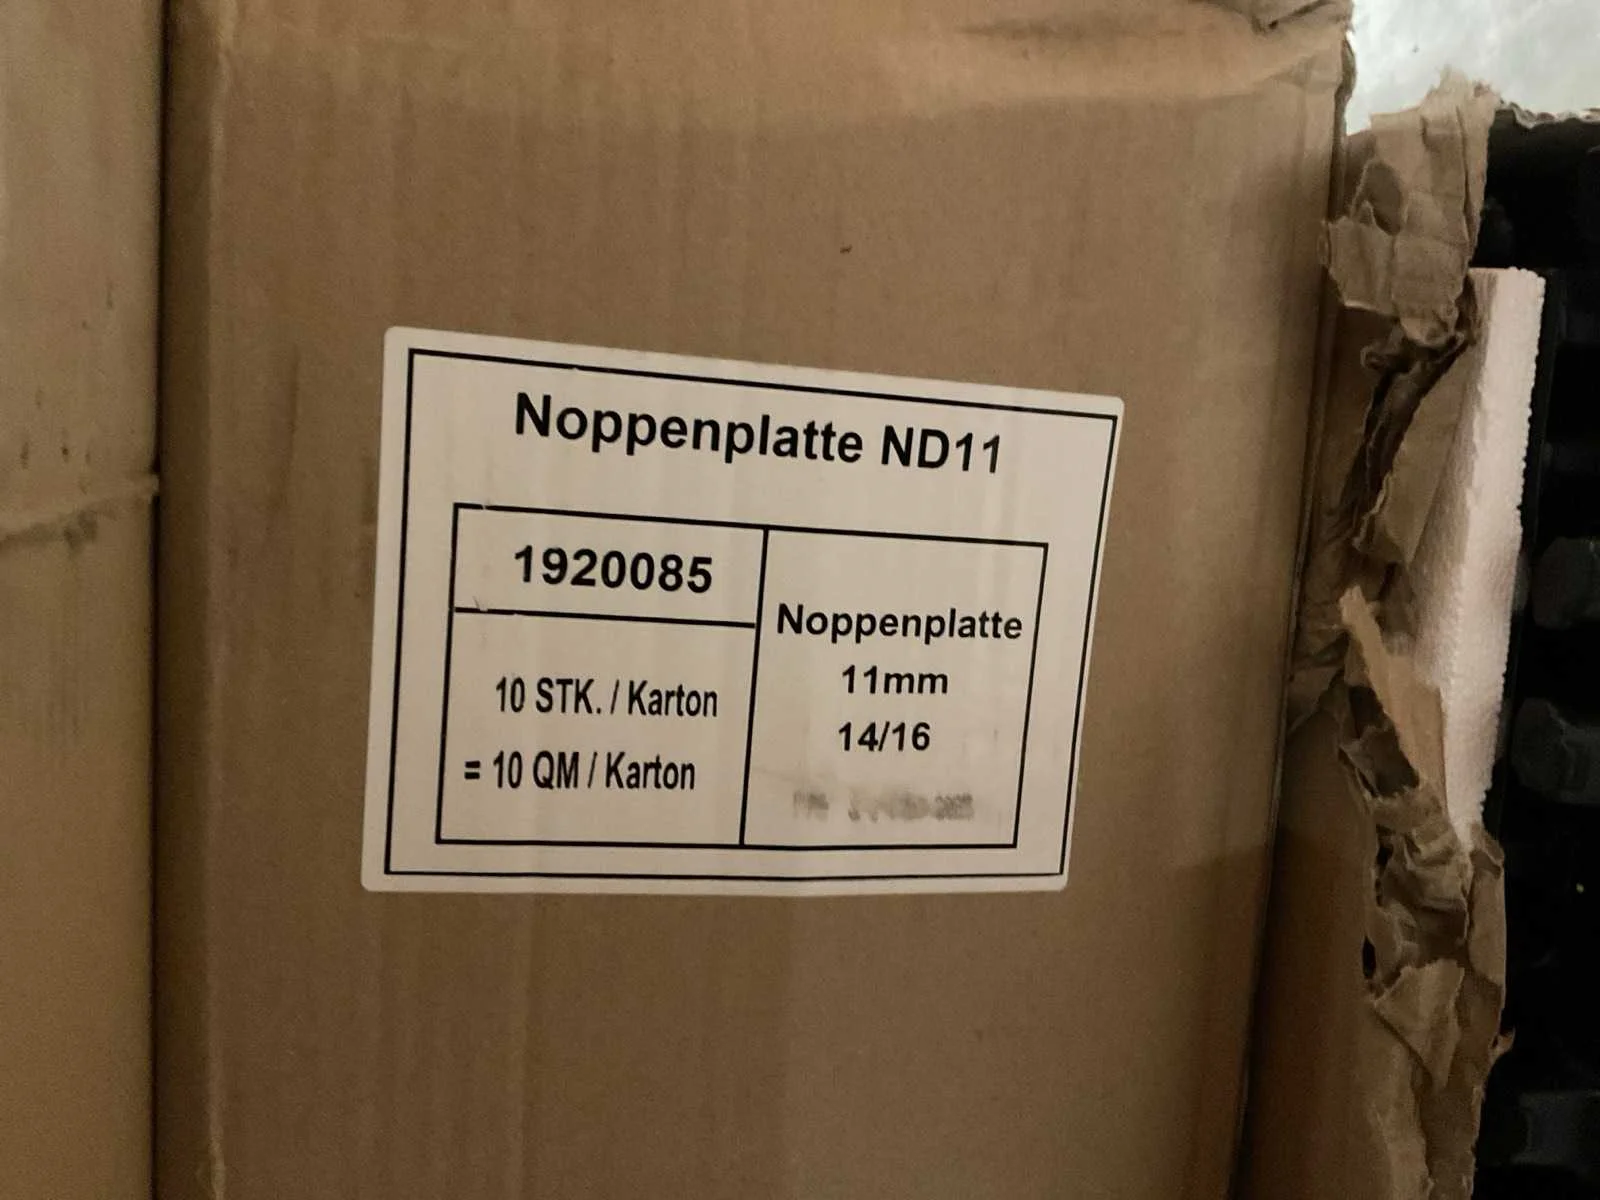 Noppenplatte ND11
1920085
10 STK. / Karton
= 10 QM / Karton
Noppenplatte
11mm
14/16